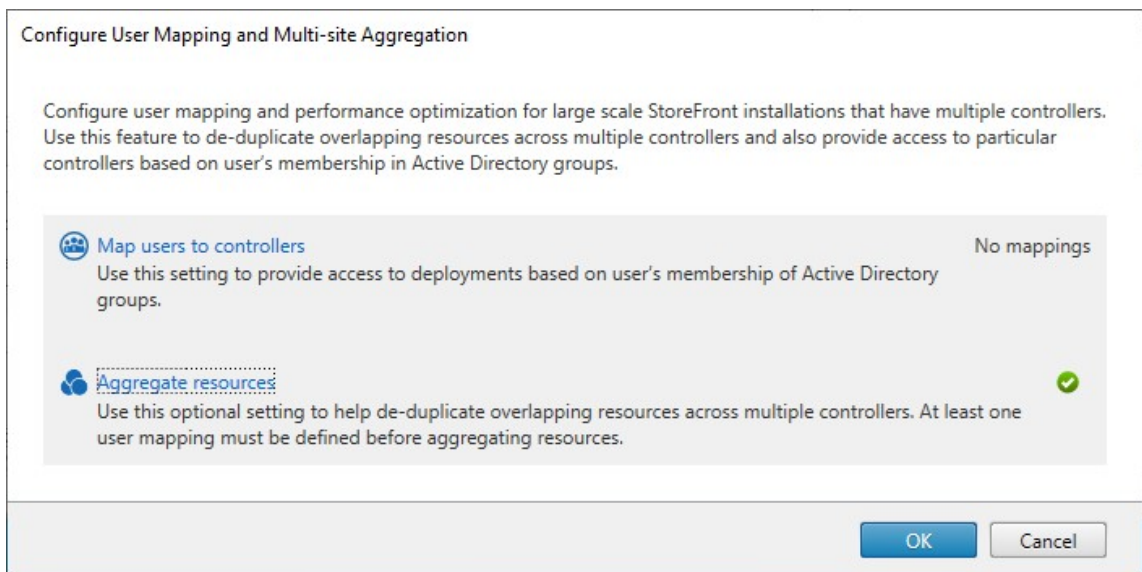 Configure User Mapping and Multi-site Aggregation
Configure user mapping and performance optimization for large scale StoreFront installations that have multiple controllers.
Use this feature to de-duplicate overlapping resources across multiple controllers and also provide access to particular
controllers based on user's membership in Active Directory groups.
Map users to controllers
No mappings
Use this setting to provide access to deployments based on user's membership of Active Directory
groups.
Aggregate resources
Use this optional setting to help de-duplicate overlapping resources across multiple controllers. At least one
user mapping must be defined before aggregating resources.
OK
Cancel